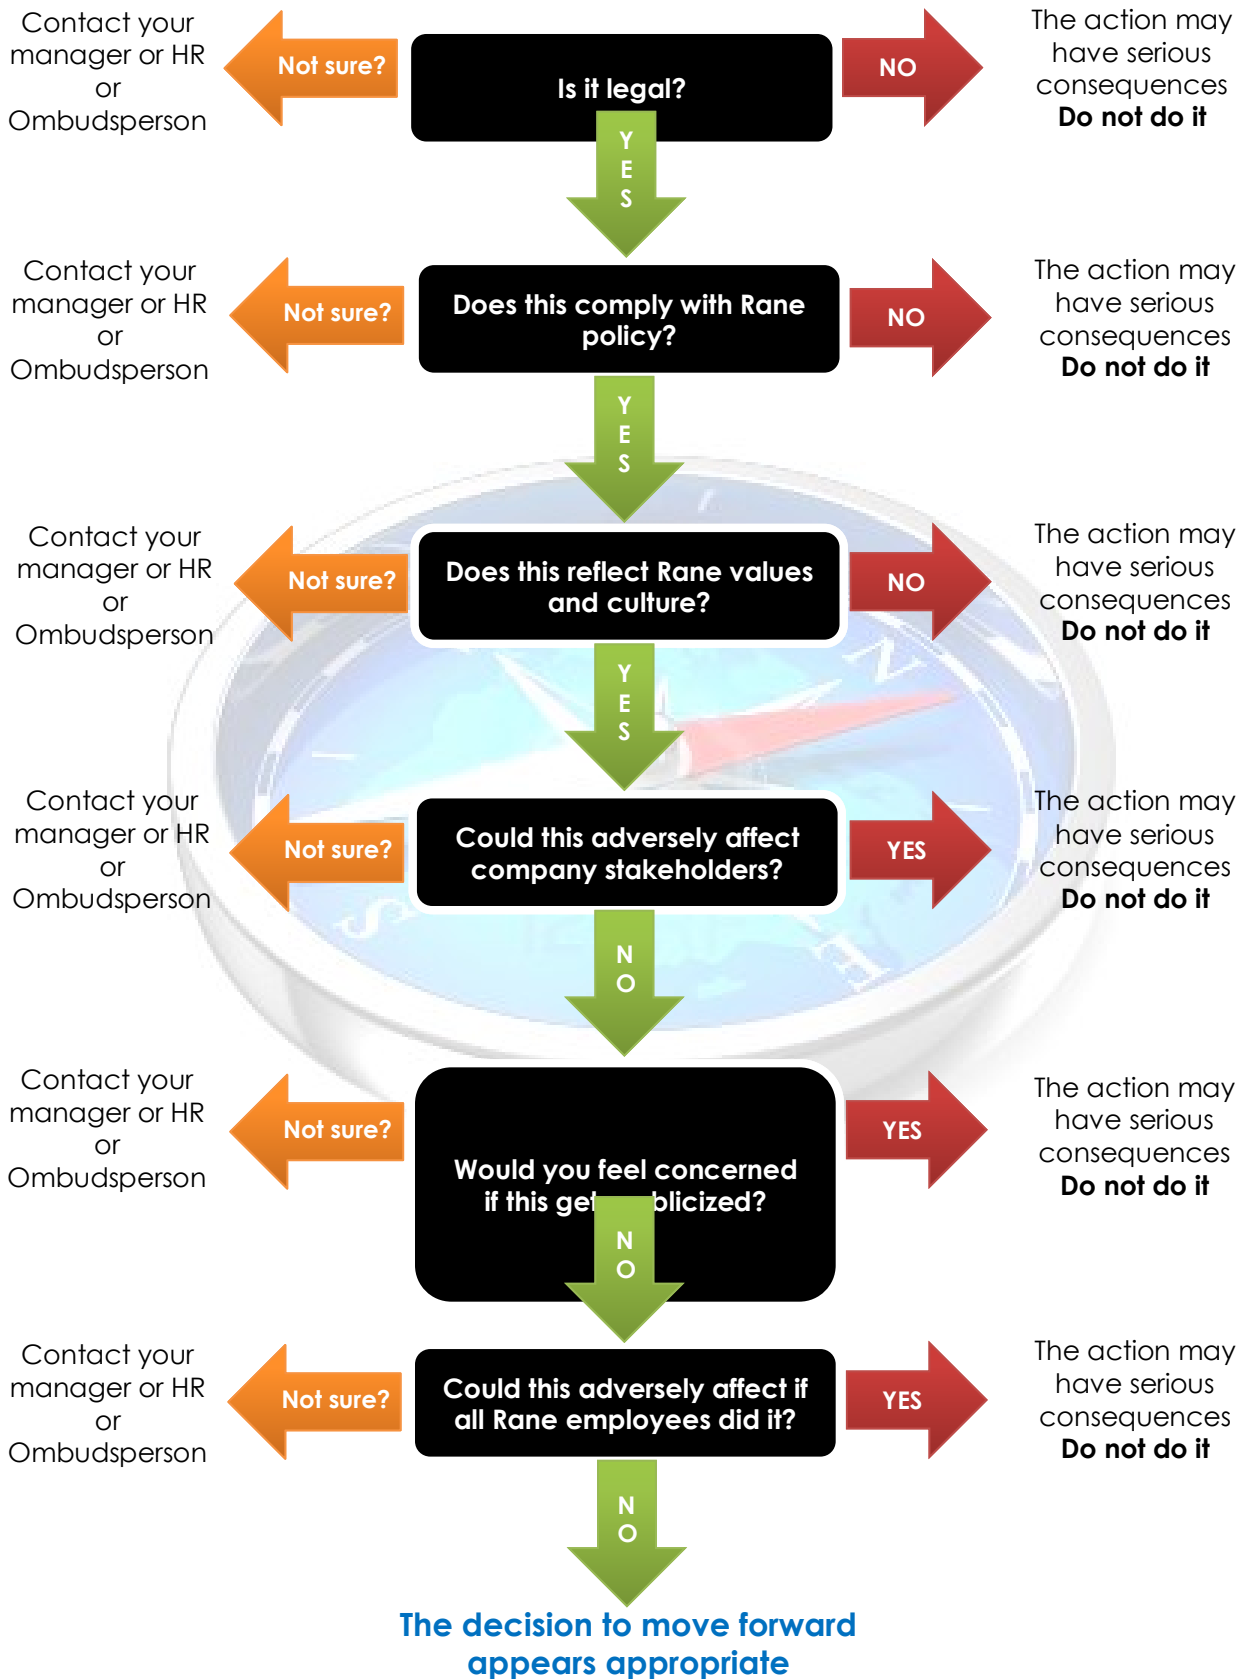 Contact your
manager or HR
or
Ombudsperson
Not sure?
Is it legal?
NO
The action may
have serious
consequences
Do not do it
YES
Contact your
manager or HR
or
Ombudsperson
Not sure?
Does this comply with Rane
policy?
NO
The action may
have serious
consequences
Do not do it
YES
Contact your
manager or HR
or
Ombudsperson
Not sure?
Does this reflect Rane values
and culture?
NO
The action may
have serious
consequences
Do not do it
N
YES
Contact your
manager or HR
or
Ombudsperson
Not sure?
Could this adversely affect
company stakeholders?
YES
The action may
have serious
consequences
Do not do it
S
E
NO
Contact your
manager or HR
or
Ombudsperson
Not sure?
Would you feel concerned
if this get blicized?
YES
The action may
have serious
consequences
Do not do it
NO
Contact your
manager or HR
or
Ombudsperson
Not sure?
Could this adversely affect if
all Rane employees did it?
YES
The action may
have serious
consequences
Do not do it
NO
The decision to move forward
appears appropriate